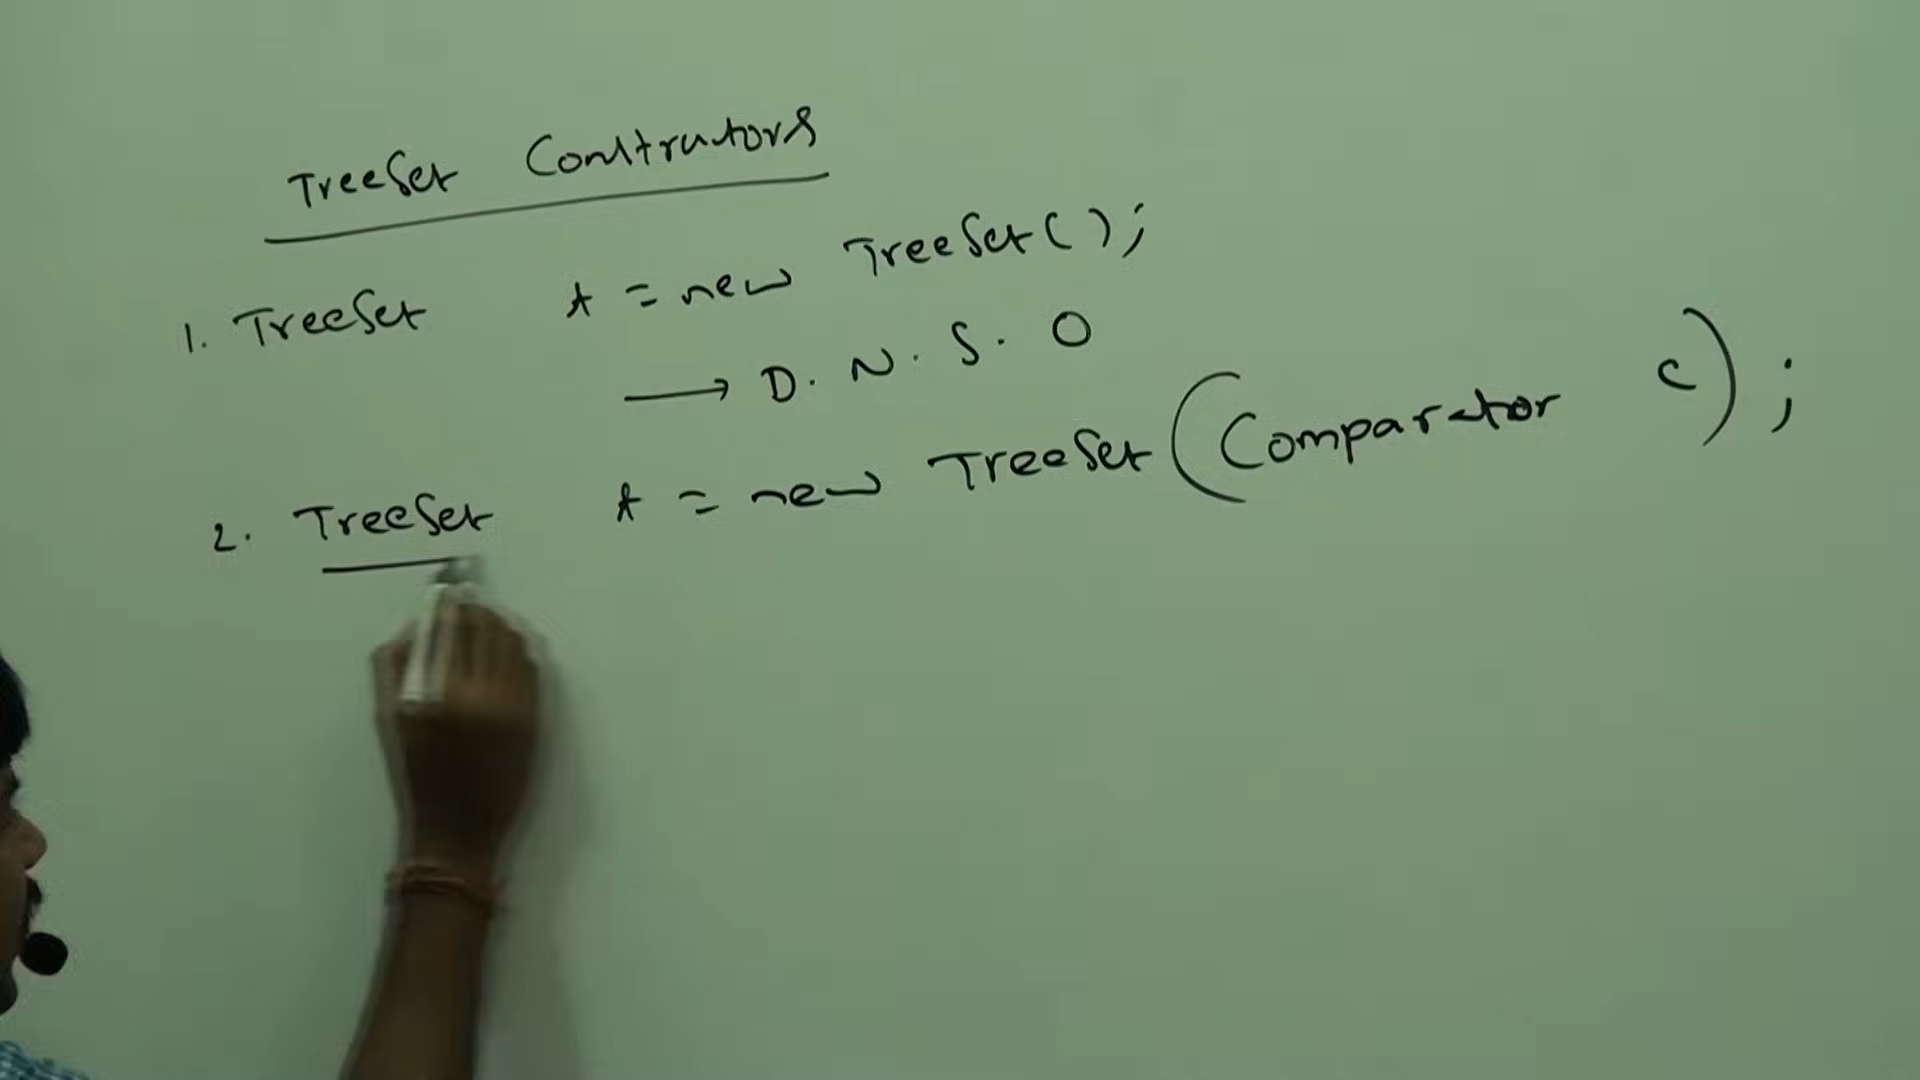 TreeSet Constructors
1. TreeSet t = new TreeSet();
→ D. N. S. O
2. TreeSet t = new TreeSet(Comparator c);